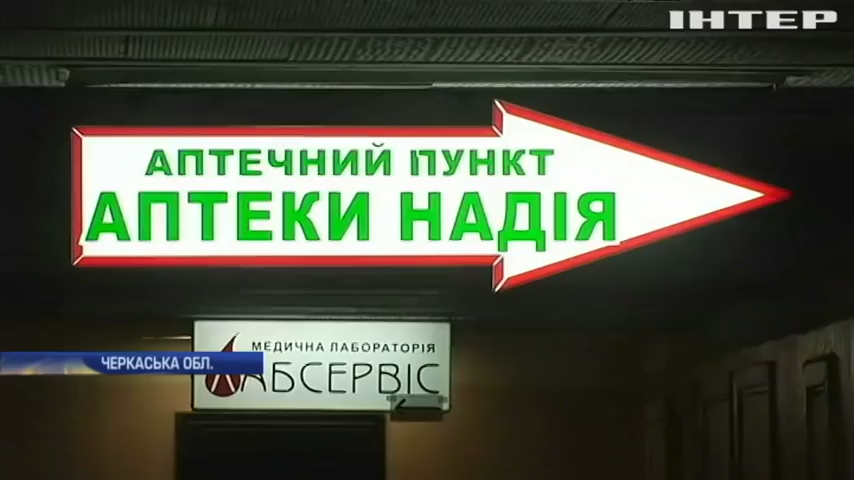 ІНТЕР
АПТЕЧНИЙ ПУНКТ
АПТЕКИ НАДІЯ
МЕДИЧНА ЛАБОРАТОРІЯ
ЛАБСЕРВІС
ЧЕРКАСЬКА ОБЛ.